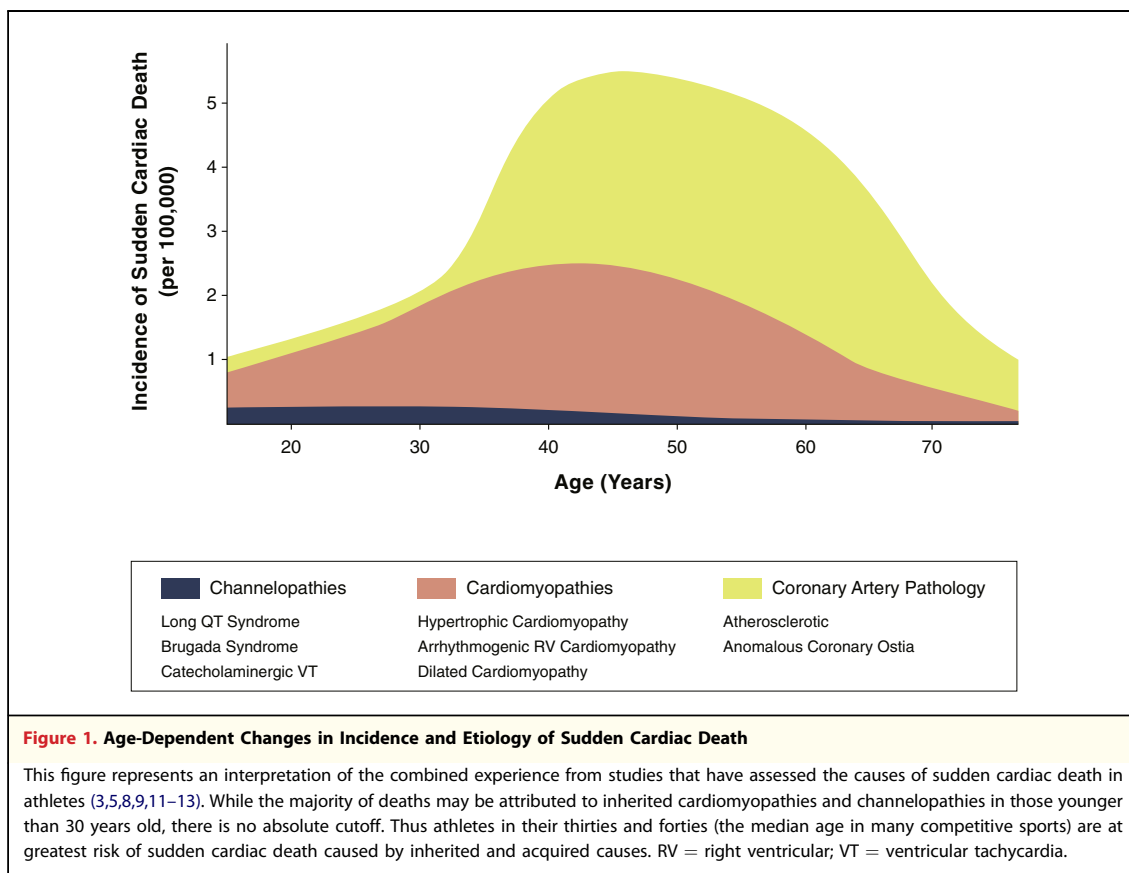 Incidence of Sudden Cardiac Death
(per 100,000)
5
4
3
2
1
20 30 40 50 60 70
Age (Years)
Channelopathies
Long QT Syndrome
Brugada Syndrome
Catecholaminergic VT
Cardiomyopathies
Hypertrophic Cardiomyopathy
Arrhythmogenic RV Cardiomyopathy
Dilated Cardiomyopathy
Coronary Artery Pathology
Atherosclerotic
Anomalous Coronary Ostia
Figure 1. Age-Dependent Changes in Incidence and Etiology of Sudden Cardiac Death
This figure represents an interpretation of the combined experience from studies that have assessed the causes of sudden cardiac death in
athletes (3,5,8,9,11–13). While the majority of deaths may be attributed to inherited cardiomyopathies and channelopathies in those younger
than 30 years old, there is no absolute cutoff. Thus athletes in their thirties and forties (the median age in many competitive sports) are at
greatest risk of sudden cardiac death caused by inherited and acquired causes. RV = right ventricular; VT = ventricular tachycardia.